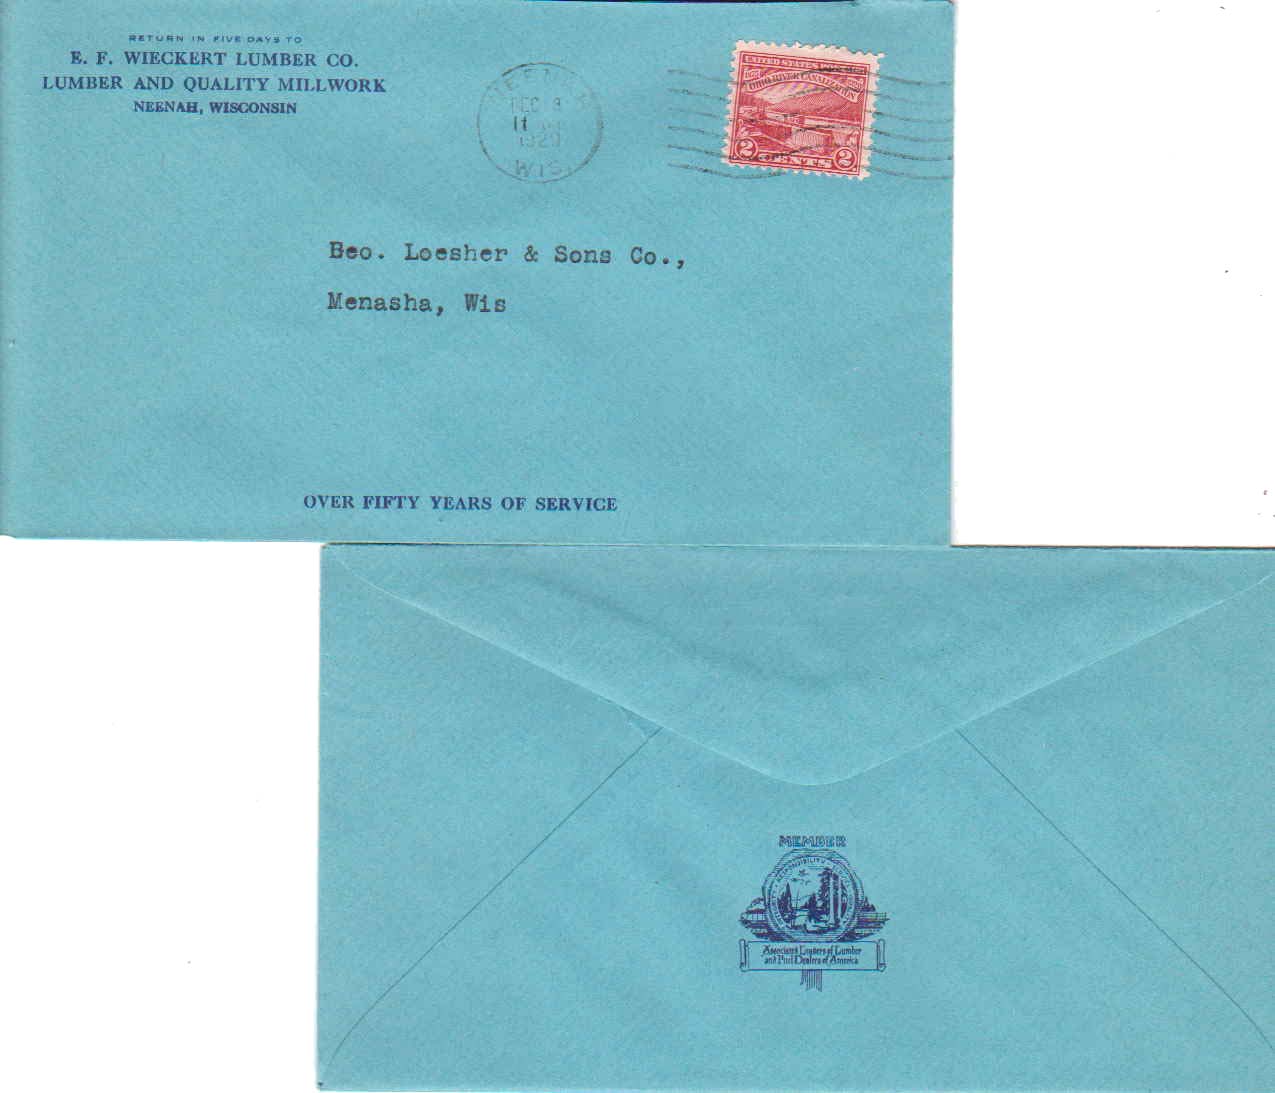 RETURN IN FIVE DAYS TO
E. F. WIECKERT LUMBER CO.
LUMBER AND QUALITY MILLWORK
NEENAH, WISCONSIN
DEC 9
11
1929
WIS.
UNITED STATES POSTAGE
OHIO RIVER CANALIZATION
2 CENTS 2
Beo. Loesher & Sons Co.,
Menasha, Wis
OVER FIFTY YEARS OF SERVICE
MEMBER
RESPONSIBILITY
Associated Leaders of Lumber
and Fuel Dealers of America